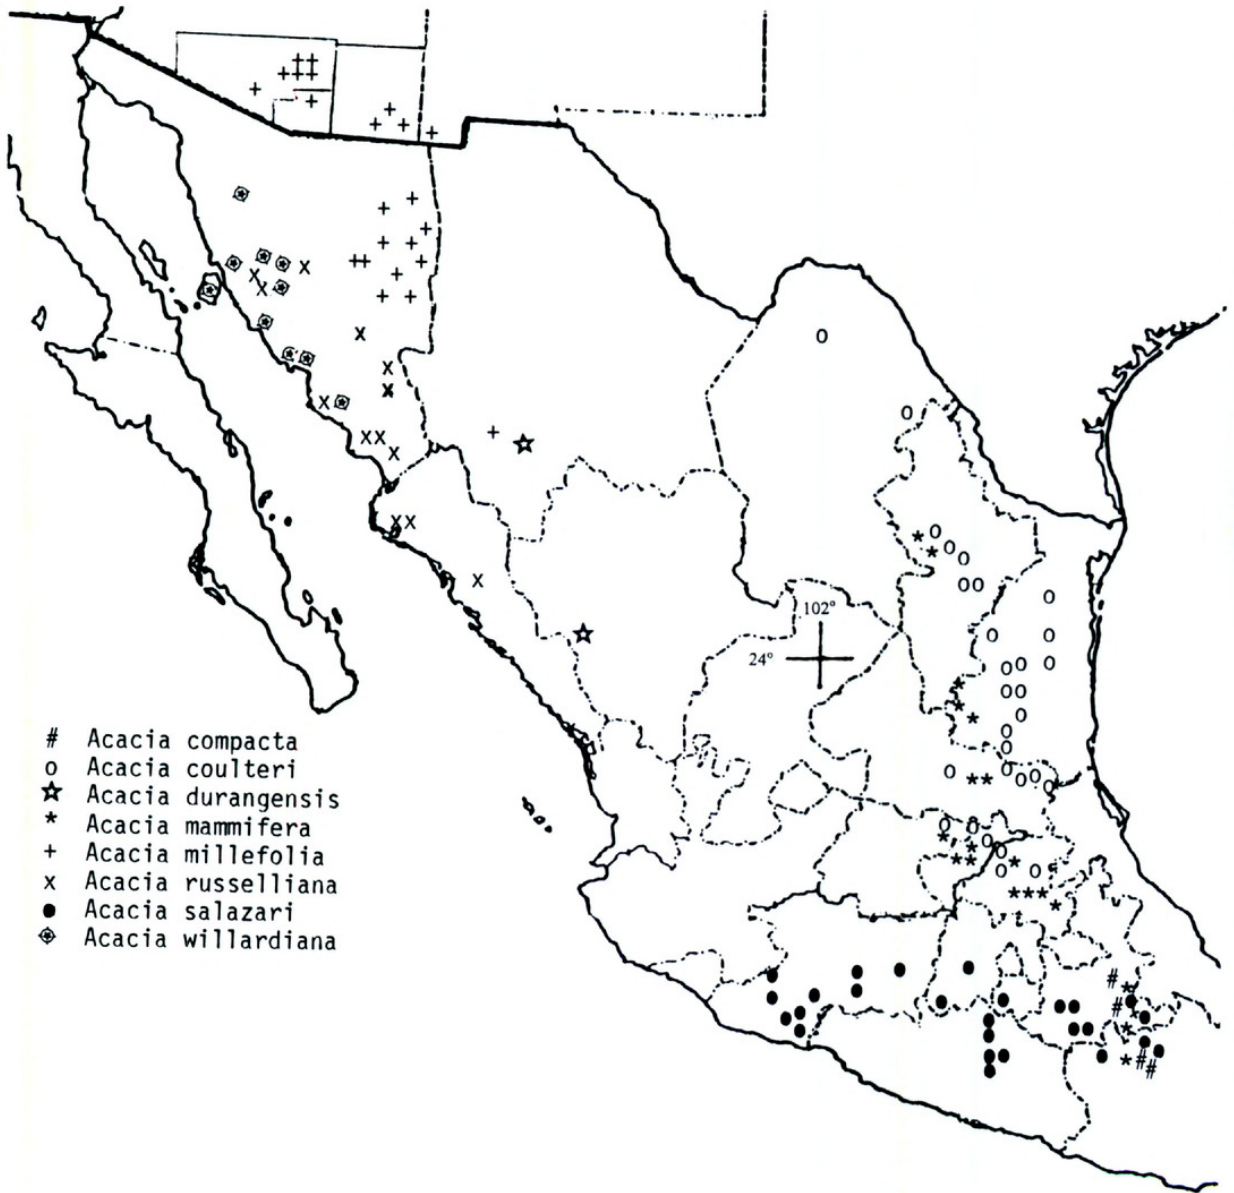 102°
24°
# Acacia compacta
o Acacia coulteri
☆ Acacia durangensis
* Acacia mammifera
+ Acacia millefolia
x Acacia russelliana
● Acacia salazari
Acacia willardiana